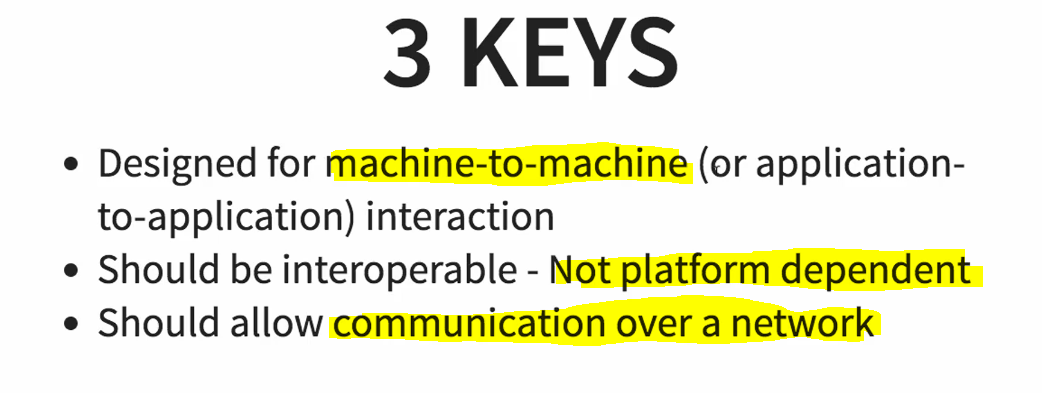 3 KEYS
• Designed for machine-to-machine (or application-
to-application) interaction
• Should be interoperable - Not platform dependent
• Should allow communication over a network